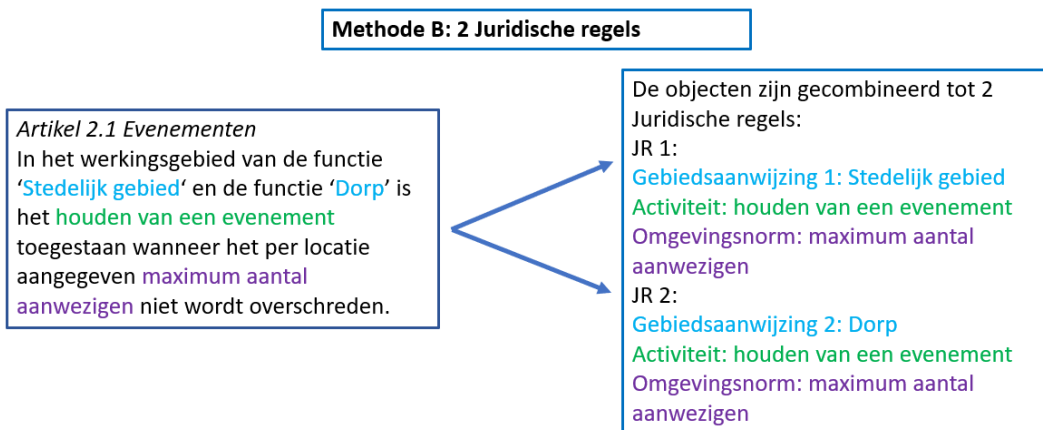 Methode B: 2 Juridische regels
Artikel 2.1 Evenementen
In het werkingsgebied van de functie
‘Stedelijk gebied‘ en de functie ‘Dorp’ is
het houden van een evenement
toegestaan wanneer het per locatie
aangegeven maximum aantal
aanwezigen niet wordt overschreden.
De objecten zijn gecombineerd tot 2
Juridische regels:
JR 1:
Gebiedsaanwijzing 1: Stedelijk gebied
Activiteit: houden van een evenement
Omgevingsnorm: maximum aantal
aanwezigen
JR 2:
Gebiedsaanwijzing 2: Dorp
Activiteit: houden van een evenement
Omgevingsnorm: maximum aantal
aanwezigen